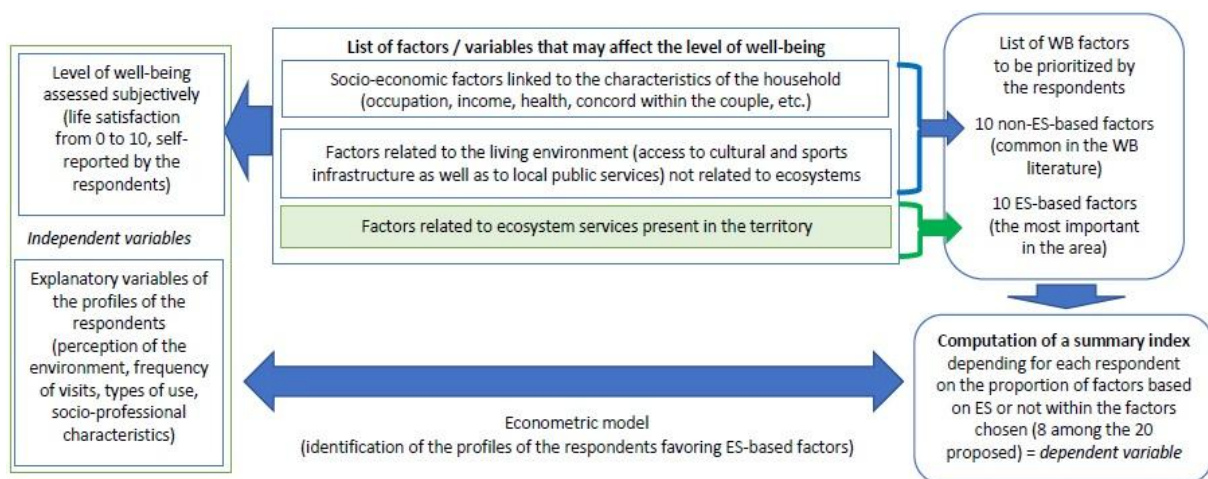 Level of well-being
assessed subjectively
(life satisfaction
from 0 to 10, self-
reported by the
respondents)
Independent variables
Explanatory variables of
the profiles of the
respondents
(perception of the
environment, frequency
of visits, types of use,
socio-professional
characteristics)
List of factors / variables that may affect the level of well-being
Socio-economic factors linked to the characteristics of the household
(occupation, income, health, concord within the couple, etc.)
Factors related to the living environment (access to cultural and sports
infrastructure as well as to local public services) not related to ecosystems
Factors related to ecosystem services present in the territory
List of WB factors
to be prioritized by
the respondents
10 non-ES-based factors
(common in the WB
literature)
10 ES-based factors
(the most important
in the area)
Computation of a summary index
depending for each respondent
on the proportion of factors based
on ES or not within the factors
chosen (8 among the 20
proposed) = dependent variable
Econometric model
(identification of the profiles of the respondents favoring ES-based factors)